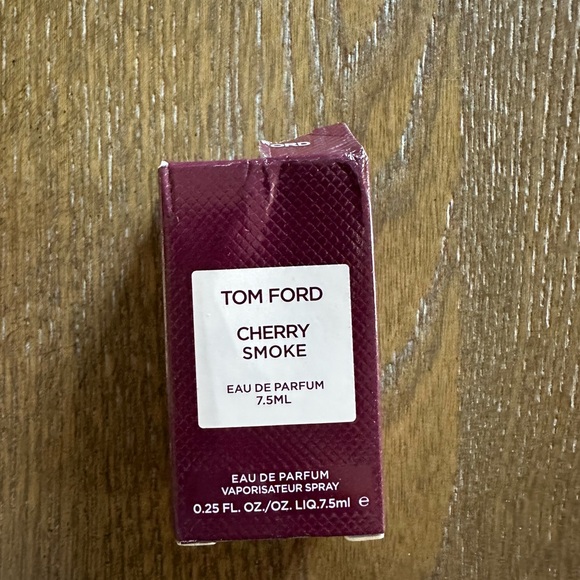 FORD
TOM FORD
CHERRY
SMOKE
EAU DE PARFUM
7.5ML
EAU DE PARFUM
VAPORISATEUR SPRAY
0.25 FL. OZ./OZ. LIQ.7.5ml ℮